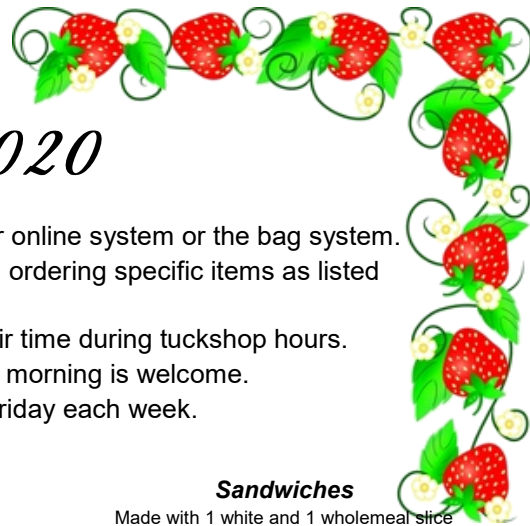 020
r online system or the bag system.
ordering specific items as listed
ir time during tuckshop hours.
morning is welcome.
riday each week.
Sandwiches
Made with 1 white and 1 wholemeal slice